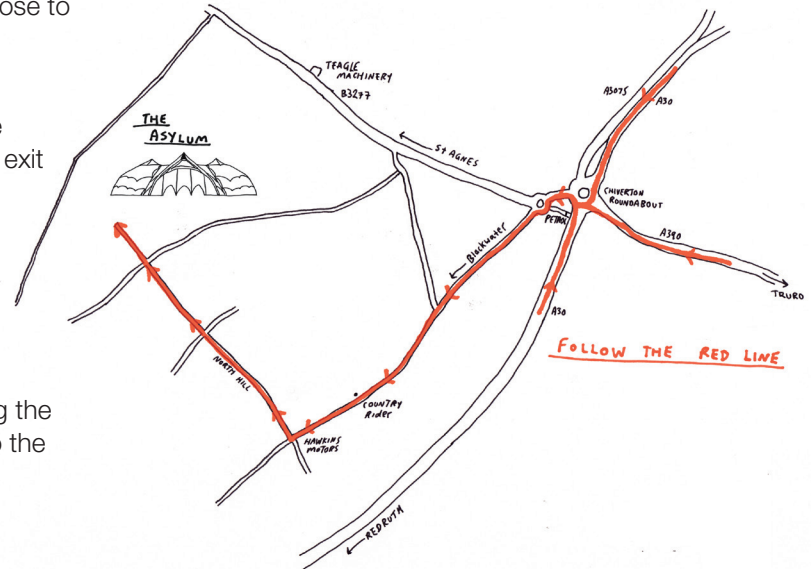 ose to
exit
g the
o the
TEAGLE
MACHINERY
B3277
THE
ASYLUM
St AGNES
A3075
A30
CHIVERTON
ROUNDABOUT
PETROL
Blackwater
A390
TRURO
A30
FOLLOW THE RED LINE
NORTH HILL
COUNTRY
Rider
HAWKINS
MOTORS
REDRUTH